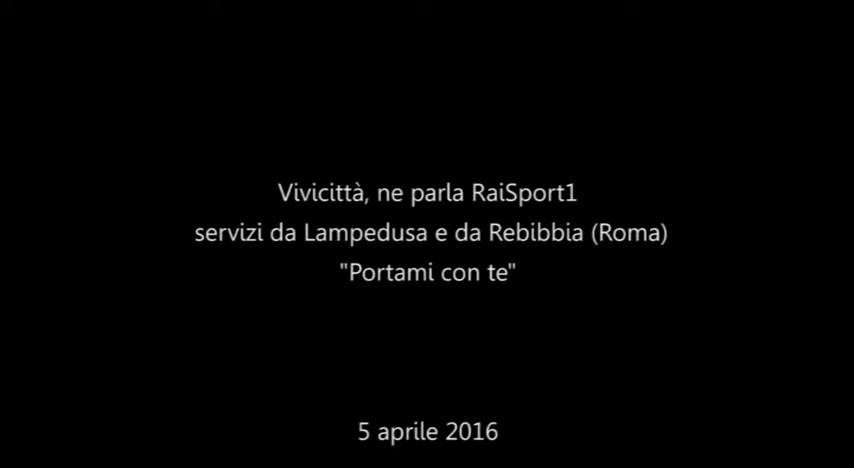 Vivicittà, ne parla RaiSport1
servizi da Lampedusa e da Rebibbia (Roma)
"Portami con te"
5 aprile 2016